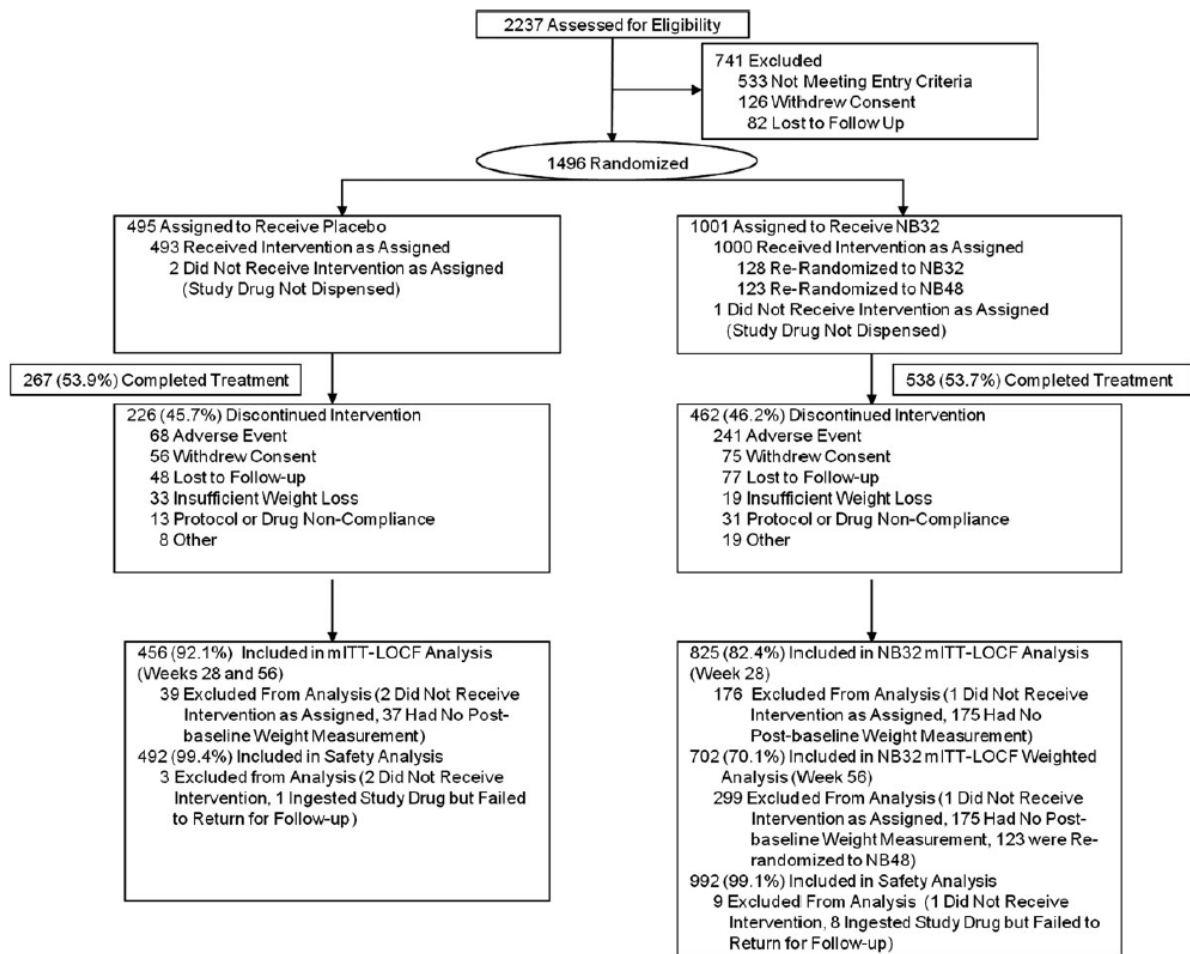 2237 Assessed for Eligibility
741 Excluded
533 Not Meeting Entry Criteria
126 Withdrew Consent
82 Lost to Follow Up
1496 Randomized
495 Assigned to Receive Placebo
493 Received Intervention as Assigned
2 Did Not Receive Intervention as Assigned
(Study Drug Not Dispensed)
1001 Assigned to Receive NB32
1000 Received Intervention as Assigned
128 Re-Randomized to NB32
123 Re-Randomized to NB48
1 Did Not Receive Intervention as Assigned
(Study Drug Not Dispensed)
267 (53.9%) Completed Treatment
538 (53.7%) Completed Treatment
226 (45.7%) Discontinued Intervention
68 Adverse Event
56 Withdrew Consent
48 Lost to Follow-up
33 Insufficient Weight Loss
13 Protocol or Drug Non-Compliance
8 Other
462 (46.2%) Discontinued Intervention
241 Adverse Event
75 Withdrew Consent
77 Lost to Follow-up
19 Insufficient Weight Loss
31 Protocol or Drug Non-Compliance
19 Other
456 (92.1%) Included in mITT-LOCF Analysis
(Weeks 28 and 56)
39 Excluded From Analysis (2 Did Not Receive
Intervention as Assigned, 37 Had No Post-
baseline Weight Measurement)
492 (99.4%) Included in Safety Analysis
3 Excluded from Analysis (2 Did Not Receive
Intervention, 1 Ingested Study Drug but Failed
to Return for Follow-up)
825 (82.4%) Included in NB32 mITT-LOCF Analysis
(Week 28)
176 Excluded From Analysis (1 Did Not Receive
Intervention as Assigned, 175 Had No
Post-baseline Weight Measurement)
702 (70.1%) Included in NB32 mITT-LOCF Weighted
Analysis (Week 56)
299 Excluded From Analysis (1 Did Not Receive
Intervention as Assigned, 175 Had No Post-
baseline Weight Measurement, 123 were Re-
randomized to NB48)
992 (99.1%) Included in Safety Analysis
9 Excluded From Analysis (1 Did Not Receive
Intervention, 8 Ingested Study Drug but Failed to
Return for Follow-up)